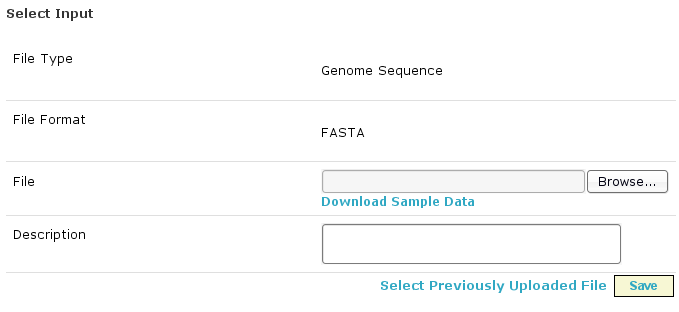 Select Input
File Type
Genome Sequence
File Format
FASTA
File
Browse...
Download Sample Data
Description
Select Previously Uploaded File
Save